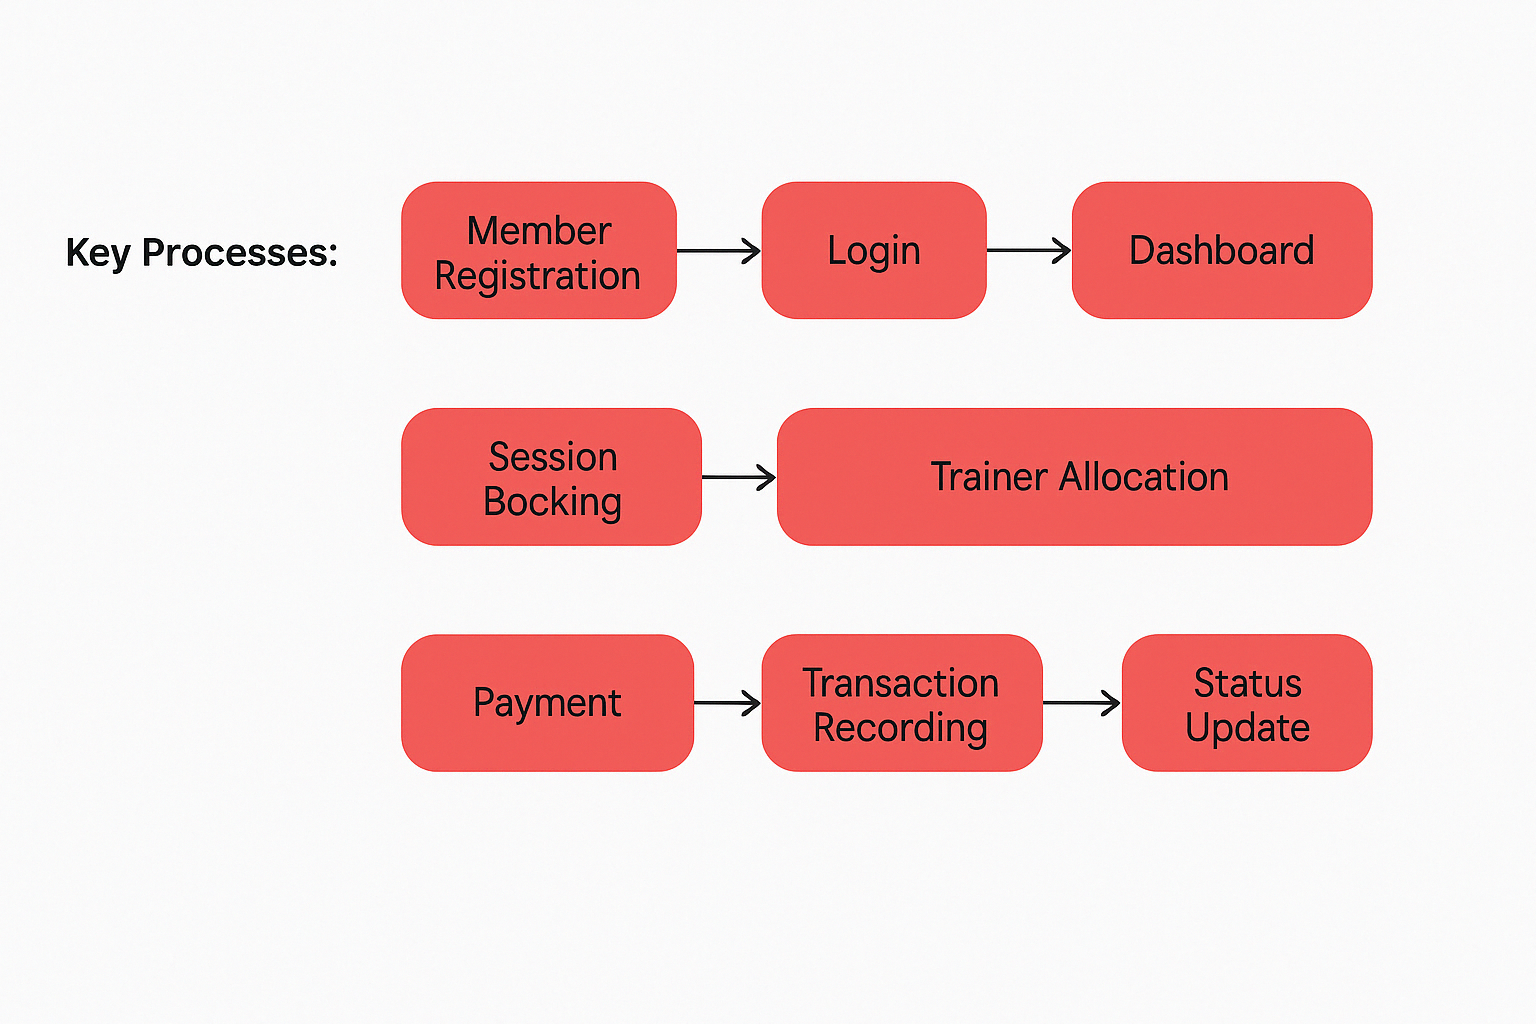 Key Processes:
Member
Registration
Login
Dashboard
Session
Bocking
Trainer Allocation
Payment
Transaction
Recording
Status
Update